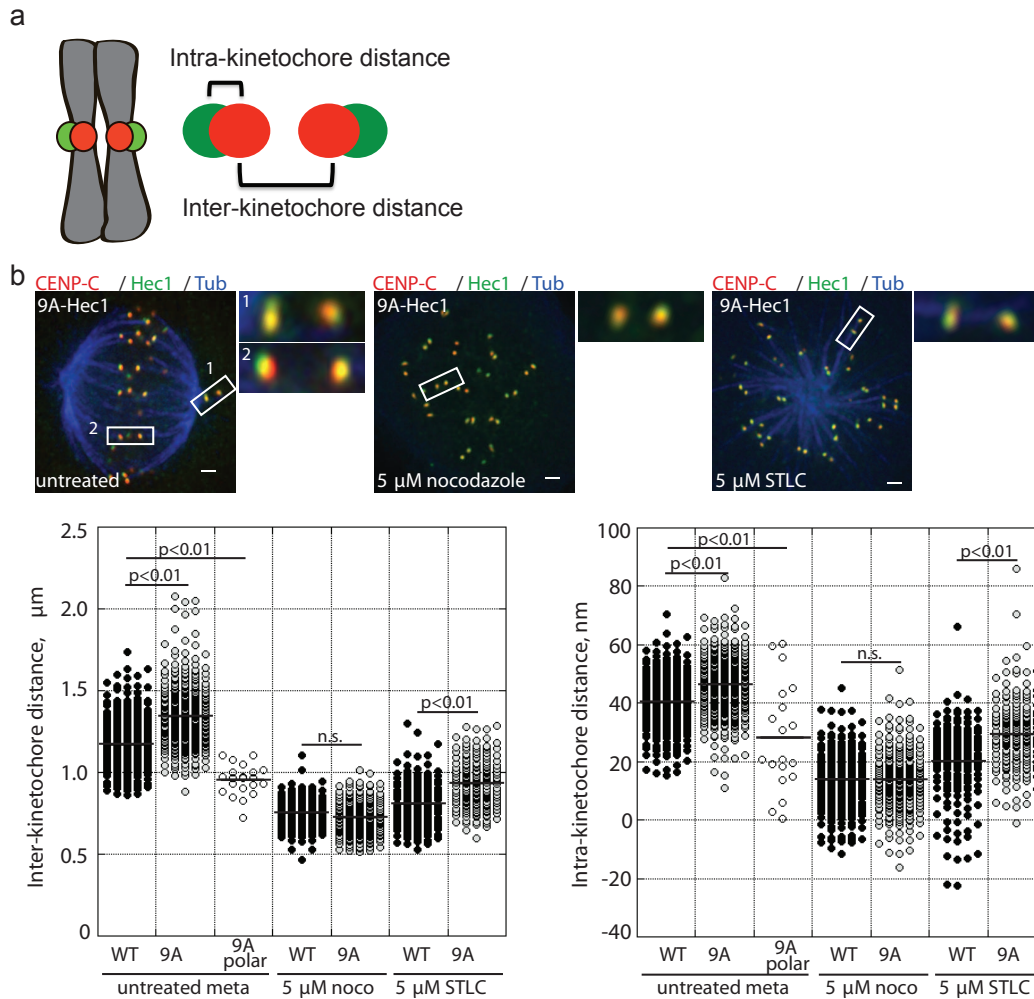 a
Intra-kinetochore distance
Inter-kinetochore distance
b
CENP-C / Hec1 / Tub
9A-Hec1
1
2
untreated
1
2
CENP-C / Hec1 / Tub
9A-Hec1
5 µM nocodazole
CENP-C / Hec1 / Tub
9A-Hec1
5 µM STLC
Inter-kinetochore distance, µm
2.5
2.0
1.5
1.0
0.5
0
p<0.01
p<0.01
n.s.
p<0.01
WT 9A 9A polar WT 9A WT 9A
untreated meta 5 µM noco 5 µM STLC
Intra-kinetochore distance, nm
100
80
60
40
20
0
-20
-40
p<0.01
p<0.01
n.s.
p<0.01
WT 9A 9A polar WT 9A WT 9A
untreated meta 5 µM noco 5 µM STLC